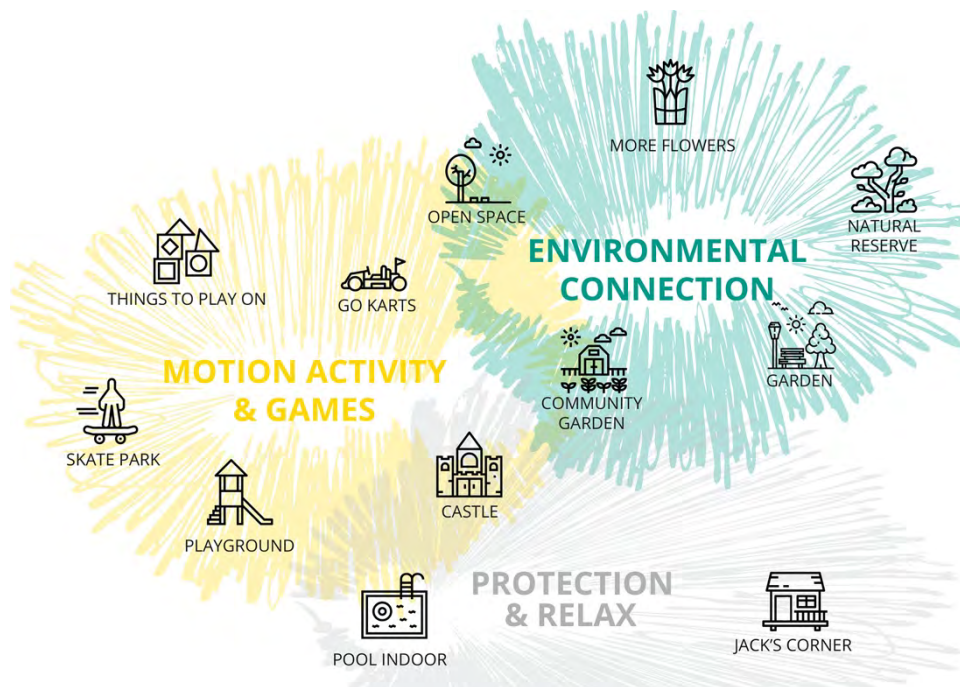 MORE FLOWERS
OPEN SPACE
NATURAL
RESERVE
ENVIRONMENTAL
CONNECTION
THINGS TO PLAY ON
GO KARTS
MOTION ACTIVITY
& GAMES
GARDEN
COMMUNITY
GARDEN
SKATE PARK
CASTLE
PLAYGROUND
PROTECTION
& RELAX
JACK'S CORNER
POOL INDOOR